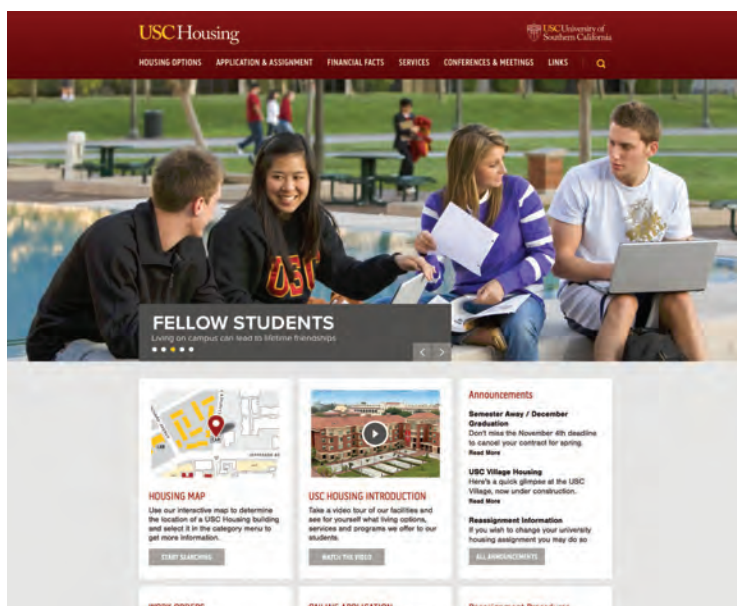 USC Housing
USC University of
Southern California
HOUSING OPTIONS APPLICATION & ASSIGNMENT FINANCIAL FACTS SERVICES CONFERENCES & MEETINGS LINKS
USC
FELLOW STUDENTS
Living on campus can lead to lifetime friendships
HOUSING MAP
Use our interactive map to determine
the location of a USC Housing building
and select it in the category menu to
get more information.
START SEARCHING
USC HOUSING INTRODUCTION
Take a video tour of our facilities and
see for yourself what living options,
services and programs we offer to our
students.
WATCH THE VIDEO
Announcements
Semester Away / December
Graduation
Don't miss the November 4th deadline
to cancel your contract for spring.
Read More
USC Village Housing
Here's a quick glimpse at the USC
Village, now under construction.
Read More
Reassignment Information
If you wish to change your university
housing assignment you may do so
ALL ANNOUNCEMENTS
WORK ORDERS
ONLINE APPLICATION
Reassignment Procedures